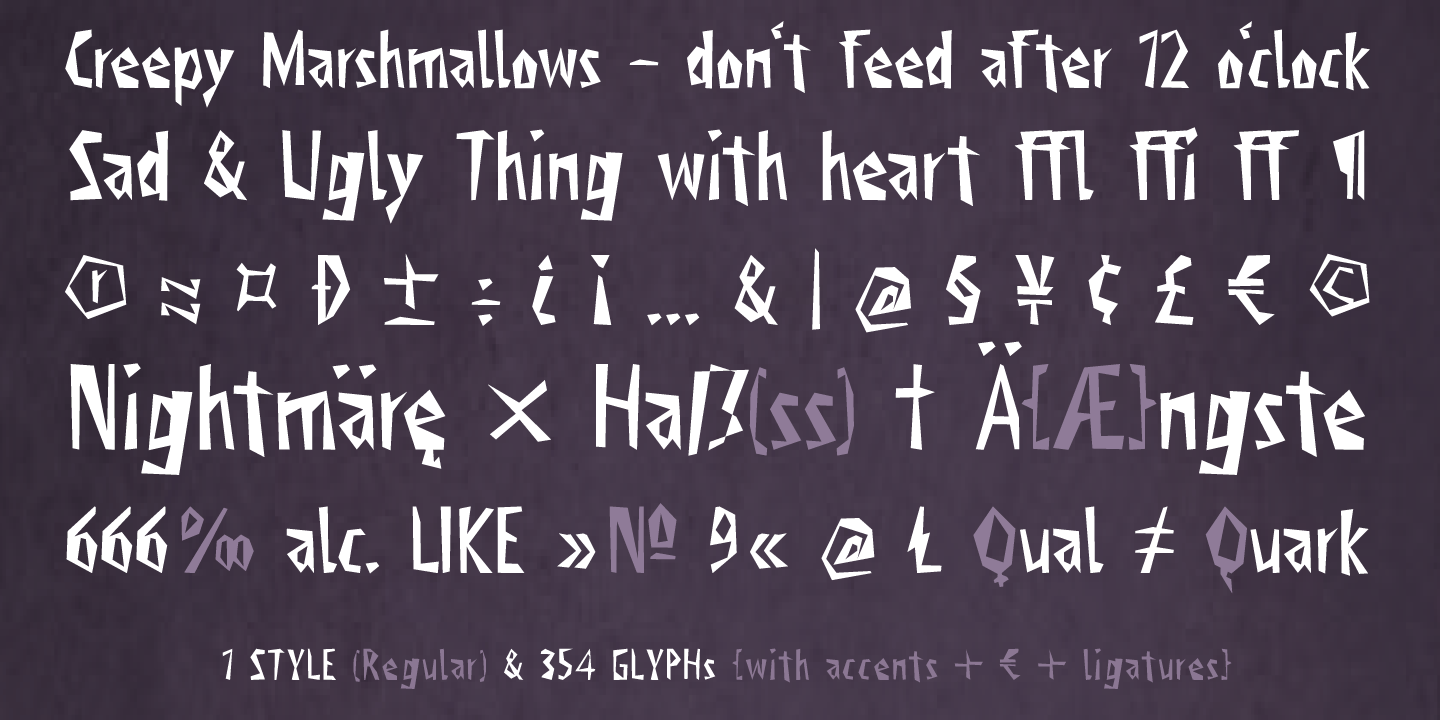 Creepy Marshmallows – don't feed after 12 o'clock
Sad & Ugly Thing with heart ffl ffi ff ¶
® ≈ ¤ Ð ± ÷ ¿ ¡ … & | @ § ¥ ¢ £ € ©
Nightmärę × Haß(ss) † Ä{Æ}ngste
666‰ alc. LIKE »№ 9« @ Ł Qual ≠ Quark
1 STYLE (Regular) & 354 GLYPHs {with accents + € + ligatures}